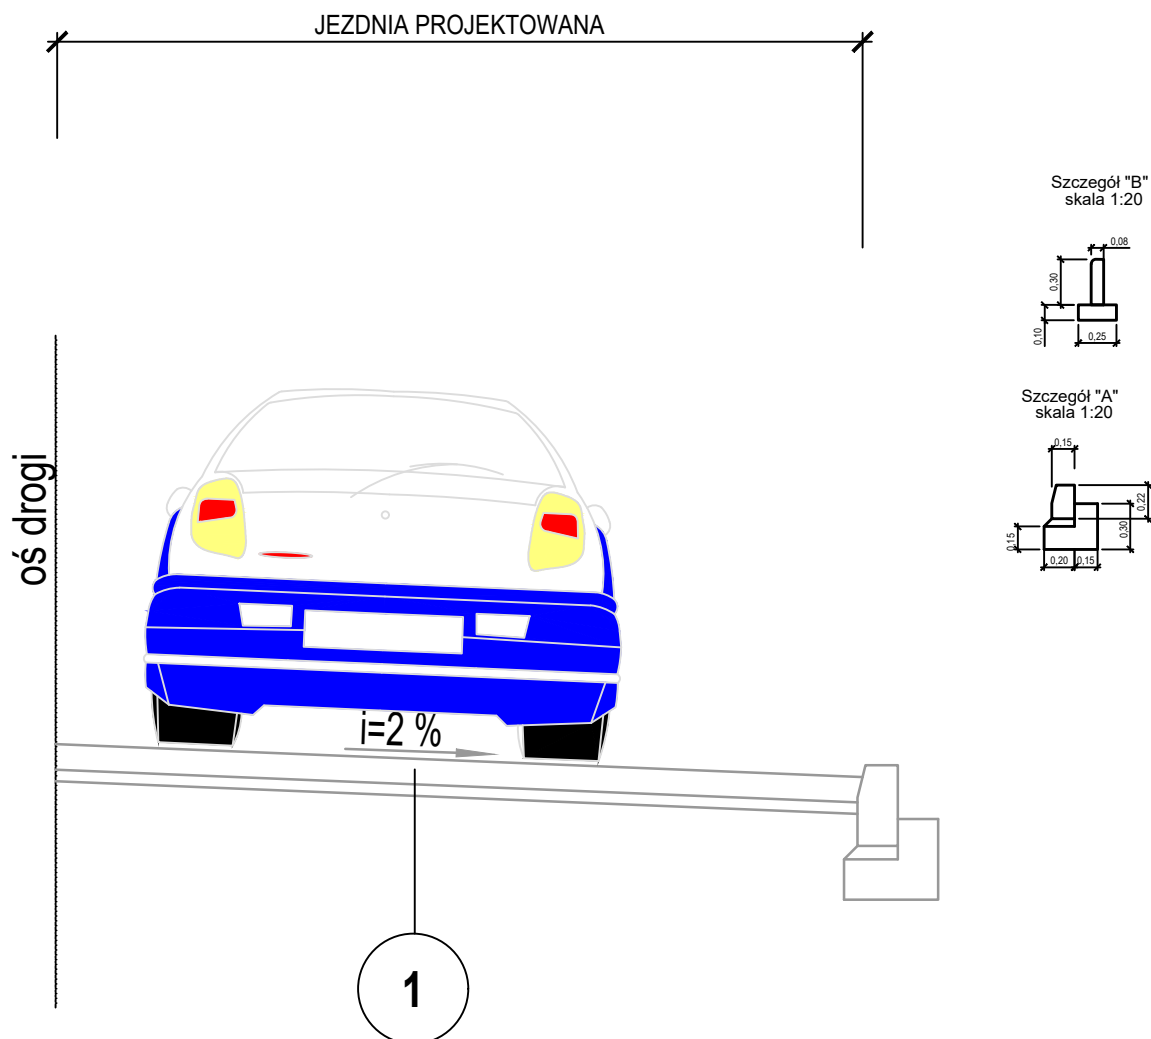 JEZDNIA PROJEKTOWANA
Szczegół "B"
skala 1:20
0,08
0,30
0,10
0,25
Szczegół "A"
skala 1:20
0,15
0,22
0,30
0,15
0,20
0,15
oś drogi
i=2 %
1